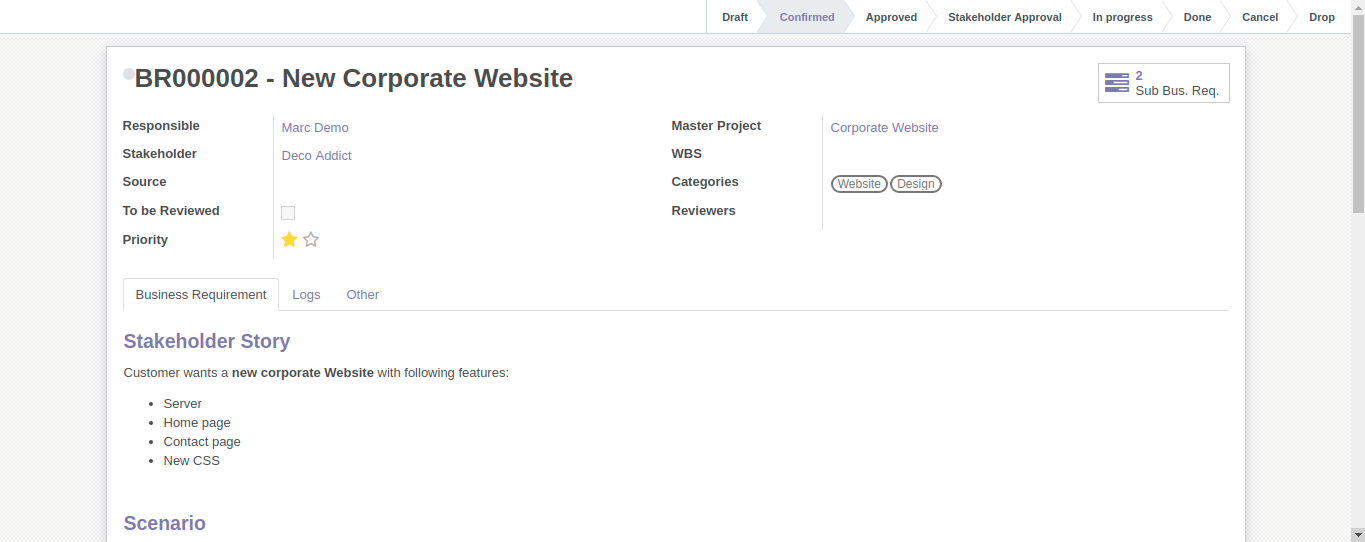 Draft Confirmed Approved Stakeholder Approval In progress Done Cancel Drop
BR000002 - New Corporate Website
2
Sub Bus. Req.
Responsible Marc Demo
Stakeholder Deco Addict
Source
To be Reviewed
Priority
Master Project Corporate Website
WBS
Categories Website Design
Reviewers
Business Requirement Logs Other
Stakeholder Story
Customer wants a new corporate Website with following features:
Server
Home page
Contact page
New CSS
Scenario